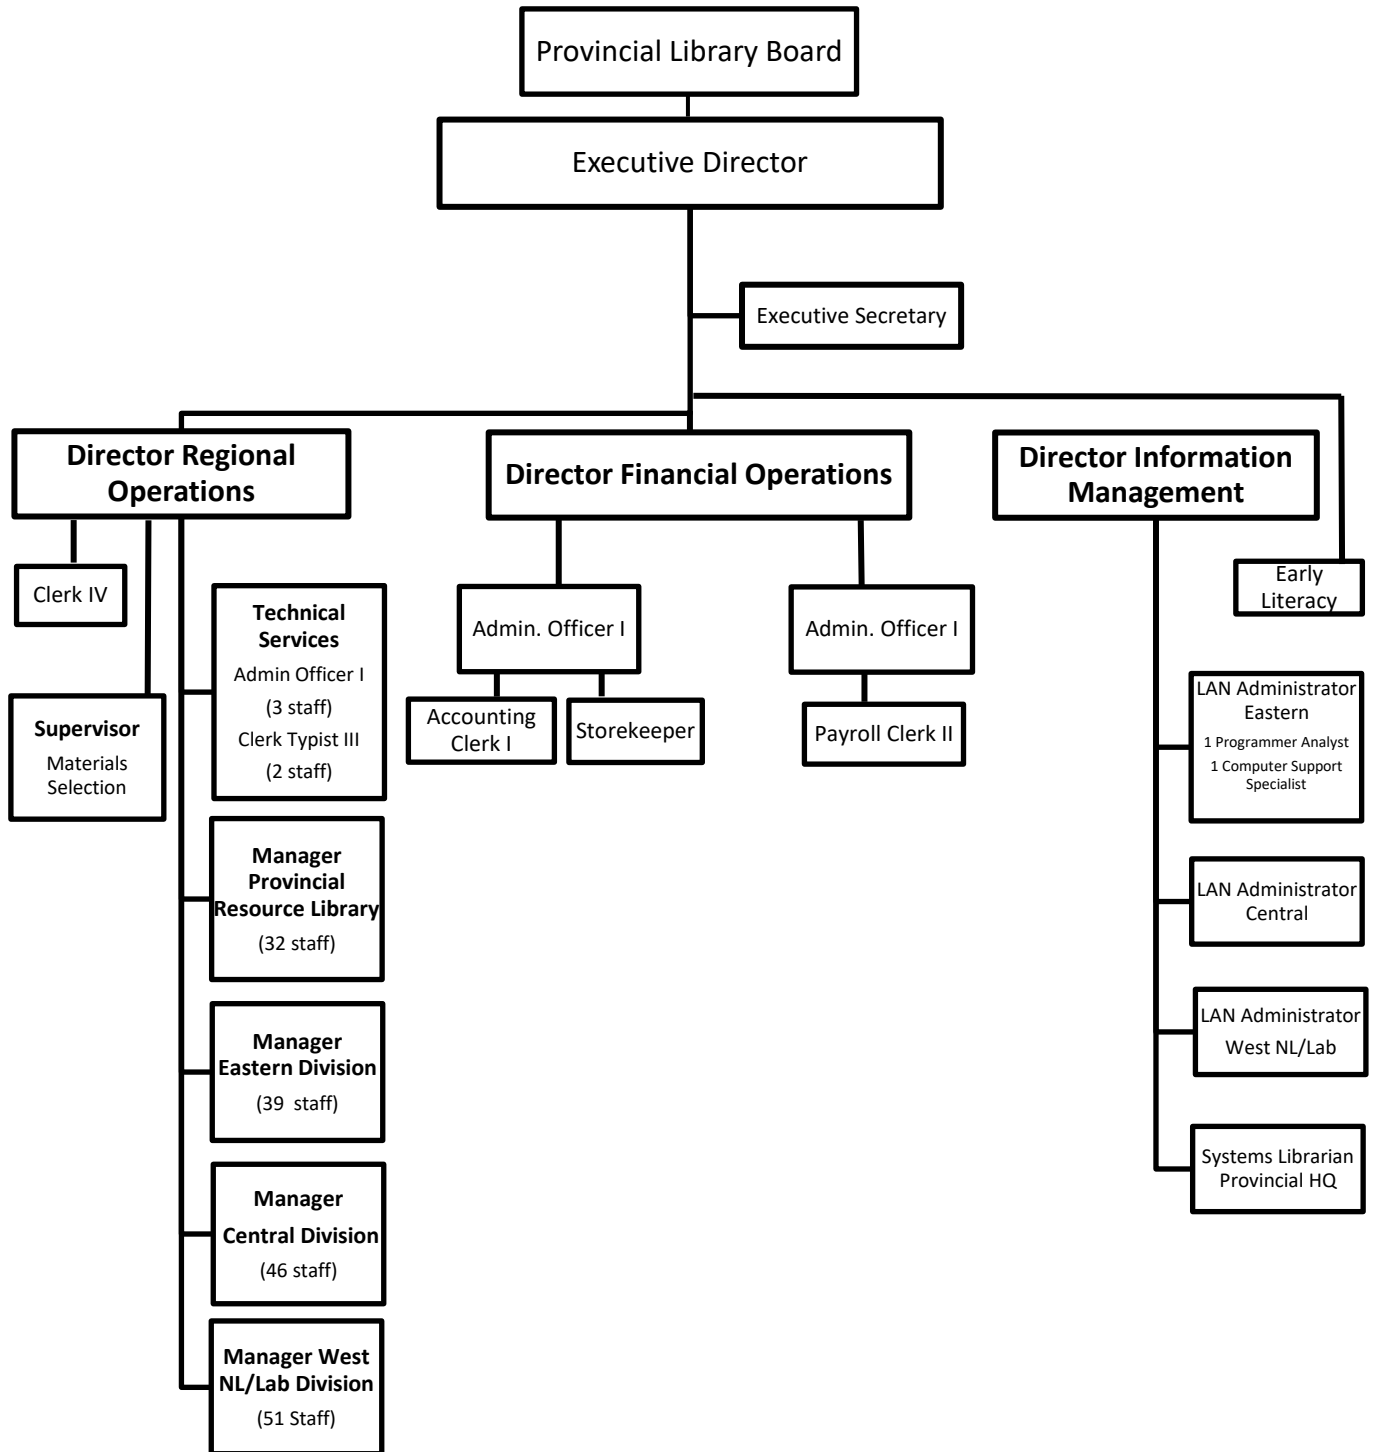 Provincial Library Board
Executive Director
Executive Secretary
Director Regional
Operations
Director Financial Operations
Director Information
Management
Clerk IV
Supervisor
Materials
Selection
Technical
Services
Admin Officer I
(3 staff)
Clerk Typist III
(2 staff)
Manager
Provincial
Resource Library
(32 staff)
Manager
Eastern Division
(39 staff)
Manager
Central Division
(46 staff)
Manager West
NL/Lab Division
(51 Staff)
Admin. Officer I
Accounting
Clerk I
Storekeeper
Admin. Officer I
Payroll Clerk II
Early
Literacy
LAN Administrator
Eastern
1 Programmer Analyst
1 Computer Support
Specialist
LAN Administrator
Central
LAN Administrator
West NL/Lab
Systems Librarian
Provincial HQ